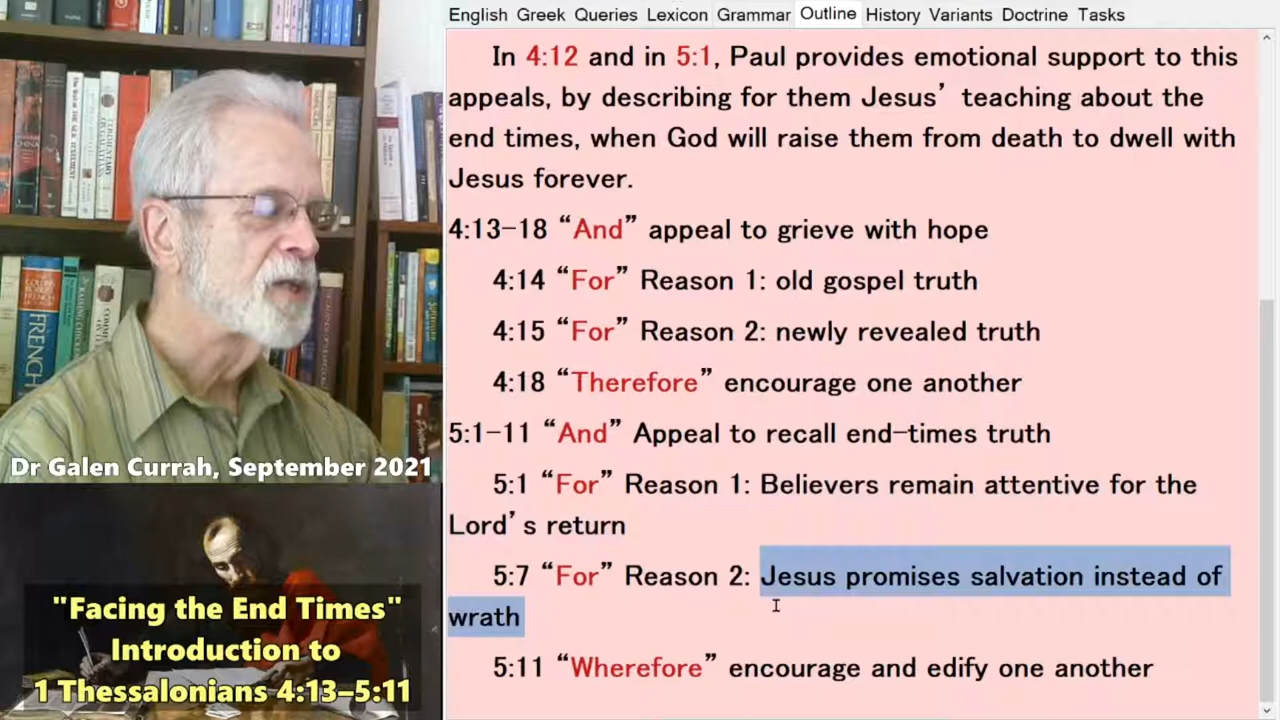 English Greek Queries Lexicon Grammar Outline History Variants Doctrine Tasks
In 4:12 and in 5:1, Paul provides emotional support to this
appeals, by describing for them Jesus' teaching about the
end times, when God will raise them from death to dwell with
Jesus forever.
4:13-18 “And” appeal to grieve with hope
4:14 “For” Reason 1: old gospel truth
4:15 “For” Reason 2: newly revealed truth
4:18 “Therefore” encourage one another
5:1-11 “And” Appeal to recall end-times truth
5:1 “For” Reason 1: Believers remain attentive for the
Lord's return
5:7 “For” Reason 2: Jesus promises salvation instead of
wrath
5:11 “Wherefore” encourage and edify one another
Dr Galen Currah, September 2021
"Facing the End Times"
Introduction to
1 Thessalonians 4:13–5:11
FRENCH